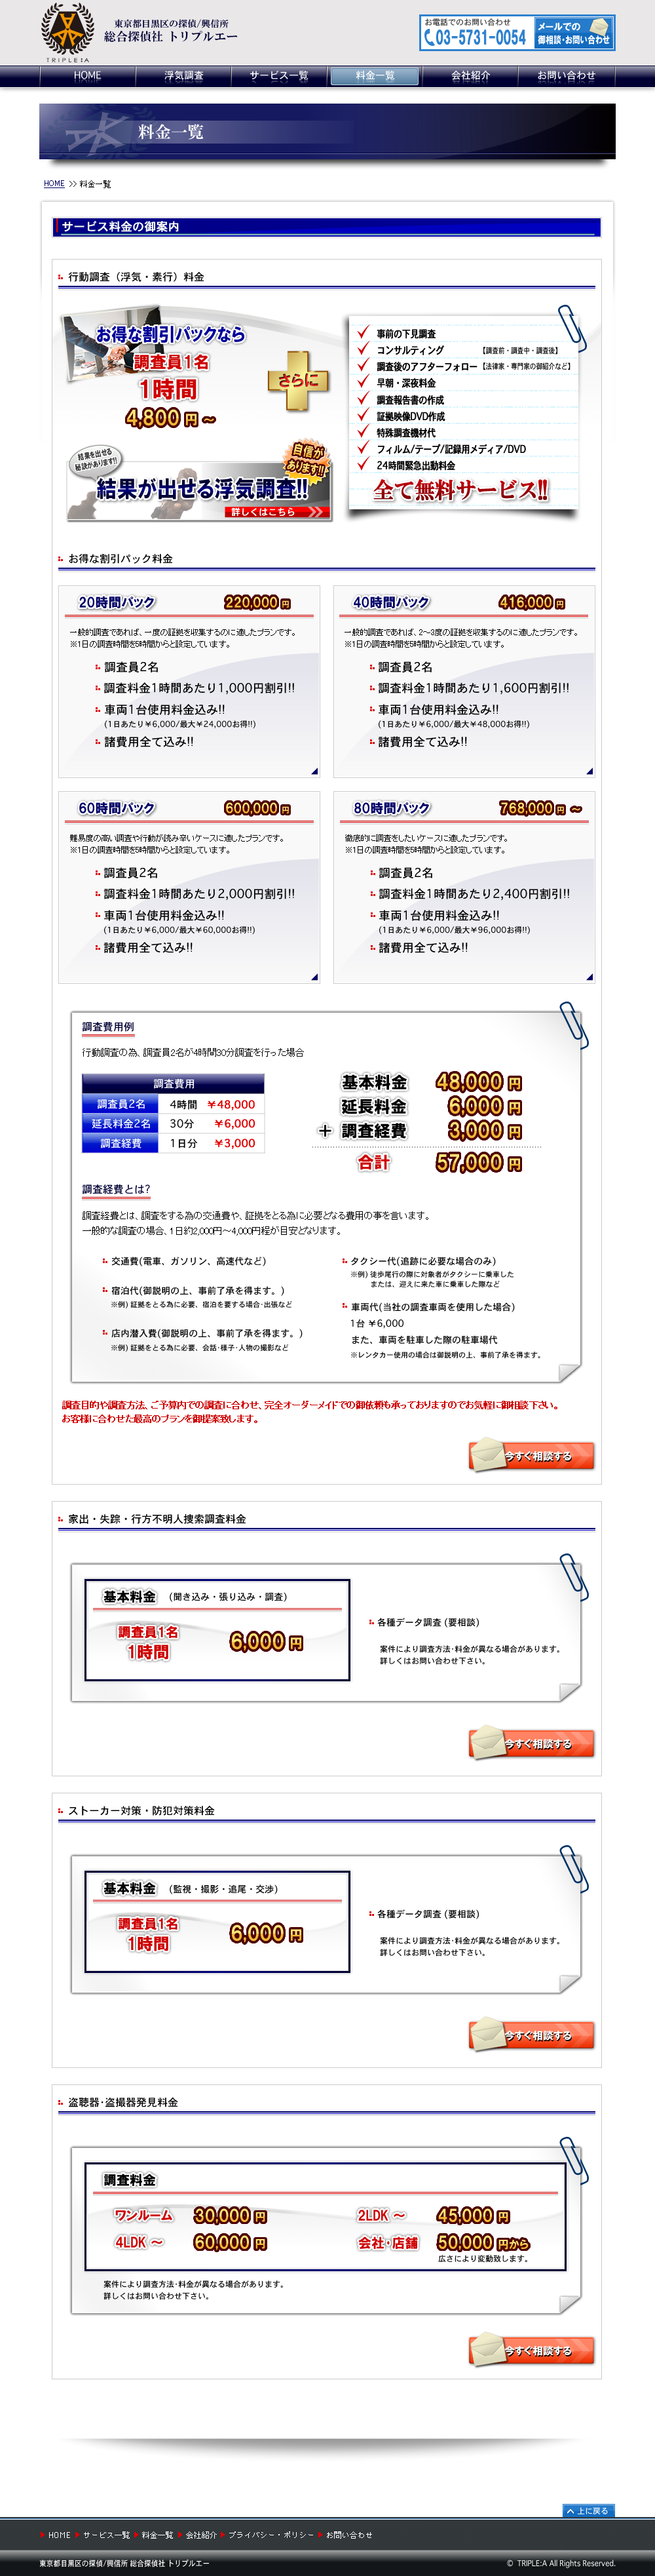 東京都目黒区の探偵/興信所
総合探偵社 トリプルエー
TRIPLE:A
お電話でのお問い合わせ
03-5731-0054
メールでの
御相談・お問い合わせ
HOME
浮気調査
サービス一覧
料金一覧
会社紹介
お問い合わせ
料金一覧
HOME >> 料金一覧
サービス料金の御案内
行動調査（浮気・素行）料金
お得な割引パックなら
調査員1名
1時間
4,800円～
さらに
結果を出せる
秘訣があります!!
自信が
あります!!
結果が出せる浮気調査!!
詳しくはこちら
事前の下見調査
コンサルティング 【調査前・調査中・調査後】
調査後のアフターフォロー 【法律家・専門家の御紹介など】
早朝・深夜料金
調査報告書の作成
証拠映像DVD作成
特殊調査機材代
フィルム/テープ/記録用メディア/DVD
24時間緊急出動料金
全て無料サービス!!
お得な割引パック料金
20時間パック 220,000円
一般的調査であれば、一度の証拠を収集するのに適したプランです。
※1日の調査時間を5時間からと設定しています。
調査員2名
調査料金1時間あたり1,000円割引!!
車両1台使用料金込み!!
(1日あたり￥6,000/最大￥24,000お得!!)
諸費用全て込み!!
40時間パック 416,000円
一般的調査であれば、2～3度の証拠を収集するのに適したプランです。
※1日の調査時間を5時間からと設定しています。
調査員2名
調査料金1時間あたり1,600円割引!!
車両1台使用料金込み!!
(1日あたり￥6,000/最大￥48,000お得!!)
諸費用全て込み!!
60時間パック 600,000円
難易度の高い調査や行動が読み辛いケースに適したプランです。
※1日の調査時間を5時間からと設定しています。
調査員2名
調査料金1時間あたり2,000円割引!!
車両1台使用料金込み!!
(1日あたり￥6,000/最大￥60,000お得!!)
諸費用全て込み!!
80時間パック 768,000円～
徹底的に調査をしたいケースに適したプランです。
※1日の調査時間を5時間からと設定しています。
調査員2名
調査料金1時間あたり2,400円割引!!
車両1台使用料金込み!!
(1日あたり￥6,000/最大￥96,000お得!!)
諸費用全て込み!!
調査費用例
行動調査の為、調査員2名が4時間30分調査を行った場合
調査費用
調査員2名 4時間 ￥48,000
延長料金2名 30分 ￥6,000
調査経費 1日分 ￥3,000
基本料金 48,000円
延長料金 6,000円
＋ 調査経費 3,000円
合計 57,000円
調査経費とは?
調査経費とは、調査をする為の交通費や、証拠をとる為に必要となる費用の事を言います。
一般的な調査の場合、1日約2,000円～4,000円程が目安となります。
交通費(電車、ガソリン、高速代など)
宿泊代(御説明の上、事前了承を得ます。)
※例) 証拠をとる為に必要、宿泊を要する場合･出張など
店内潜入費(御説明の上、事前了承を得ます。)
※例) 証拠をとる為に必要、会話･様子･人物の撮影など
タクシー代(追跡に必要な場合のみ)
※例) 徒歩尾行の際に対象者がタクシーに乗車した
または、迎えに来た車に乗車した際など
車両代(当社の調査車両を使用した場合)
1台 ￥6,000
また、車両を駐車した際の駐車場代
※レンタカー使用の場合は御説明の上、事前了承を得ます。
調査目的や調査方法、ご予算内での調査に合わせ、完全オーダーメイドでの御依頼も承っておりますのでお気軽に御相談下さい。
お客様に合わせた最高のプランを御提案致します。
今すぐ相談する
家出・失踪・行方不明人捜索調査料金
基本料金 (聞き込み・張り込み・調査)
調査員1名
1時間
6,000円
各種データ調査 (要相談)
案件により調査方法･料金が異なる場合があります。
詳しくはお問い合わせ下さい。
今すぐ相談する
ストーカー対策・防犯対策料金
基本料金 (監視・撮影・追尾・交渉)
調査員1名
1時間
6,000円
各種データ調査 (要相談)
案件により調査方法･料金が異なる場合があります。
詳しくはお問い合わせ下さい。
今すぐ相談する
盗聴器･盗撮器発見料金
調査料金
ワンルーム 30,000円
2LDK ～ 45,000円
4LDK ～ 60,000円
会社･店舗 50,000円から
広さにより変動致します。
案件により調査方法･料金が異なる場合があります。
詳しくはお問い合わせ下さい。
今すぐ相談する
上に戻る
HOME サービス一覧 料金一覧 会社紹介 プライバシー・ポリシー お問い合わせ
東京都目黒区の探偵/興信所 総合探偵社 トリプルエー
© TRIPLE:A All Rights Reserved.